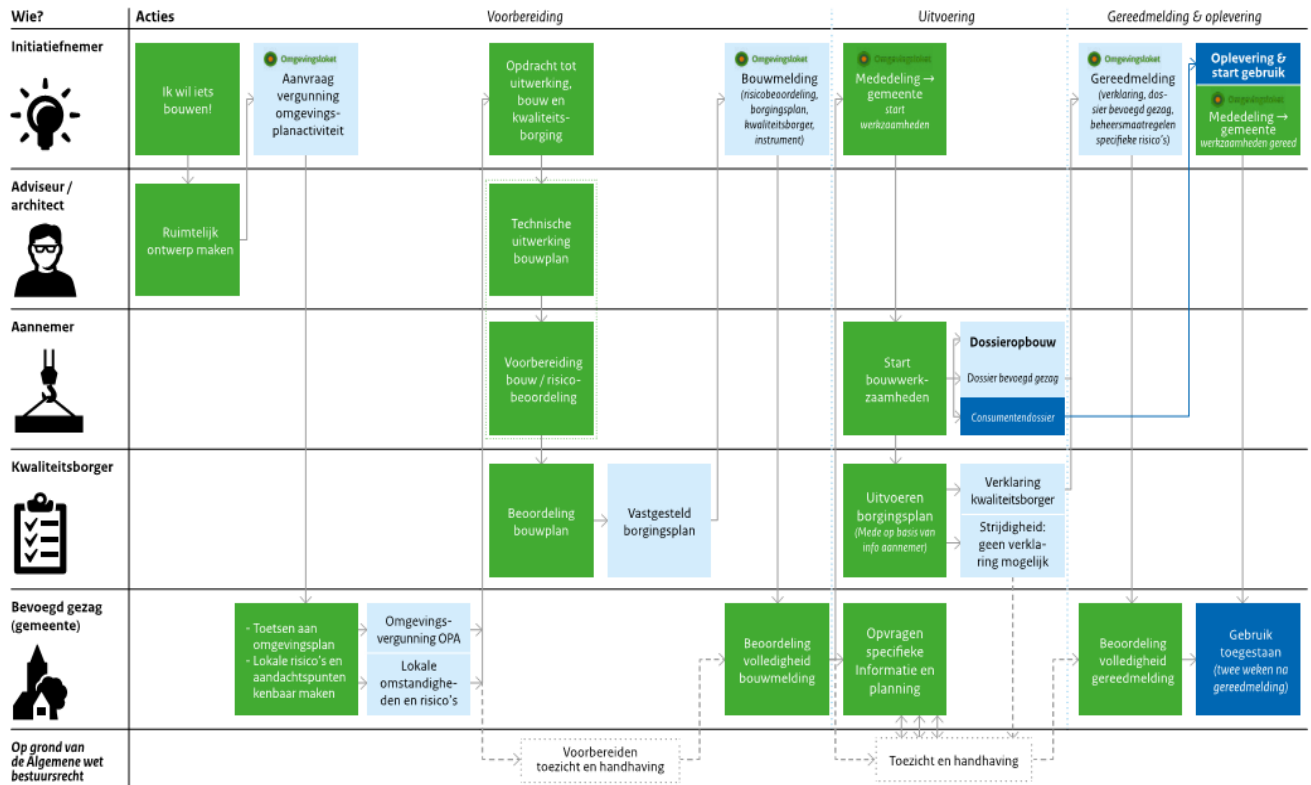 Wie?
Acties
Voorbereiding
Uitvoering
Gereedmelding & oplevering
Initiatiefnemer
Ik wil iets
bouwen!
Omgevingsloket
Aanvraag
vergunning
omgevings-
planactiviteit
Opdracht tot
uitwerking,
bouw en
kwaliteits-
borging
Omgevingsloket
Bouwmelding
(risicobeoordeling,
borgingsplan,
kwaliteitsborger,
instrument)
Omgevingsloket
Mededeling →
gemeente
start
werkzaamheden
Omgevingsloket
Gereedmelding
(verklaring, dos-
sier bevoegd gezag,
beheersmaatregelen
specifieke risico's)
Oplevering &
start gebruik
Omgevingsloket
Mededeling →
gemeente
werkzaamheden gereed
Adviseur /
architect
Ruimtelijk
ontwerp maken
Technische
uitwerking
bouwplan
Aannemer
Voorbereiding
bouw / risico-
beoordeling
Start
bouwwerk-
zaamheden
Dossieropbouw
Dossier bevoegd gezag
Consumentendossier
Kwaliteitsborger
Beoordeling
bouwplan
Vastgesteld
borgingsplan
Uitvoeren
borgingsplan
(Mede op basis van
info aannemer)
Verklaring
kwaliteitsborger
Strijdigheid:
geen verkla-
ring mogelijk
Bevoegd gezag
(gemeente)
- Toetsen aan
omgevingsplan
- Lokale risico's en
aandachtspunten
kenbaar maken
Omgevings-
vergunning OPA
Lokale
omstandighe-
den en risico's
Beoordeling
volledigheid
bouwmelding
Opvragen
specifieke
Informatie en
planning
Beoordeling
volledigheid
gereedmelding
Gebruik
toegestaan
(twee weken na
gereedmelding)
Op grond van
de Algemene wet
bestuursrecht
Voorbereiden
toezicht en handhaving
Toezicht en handhaving